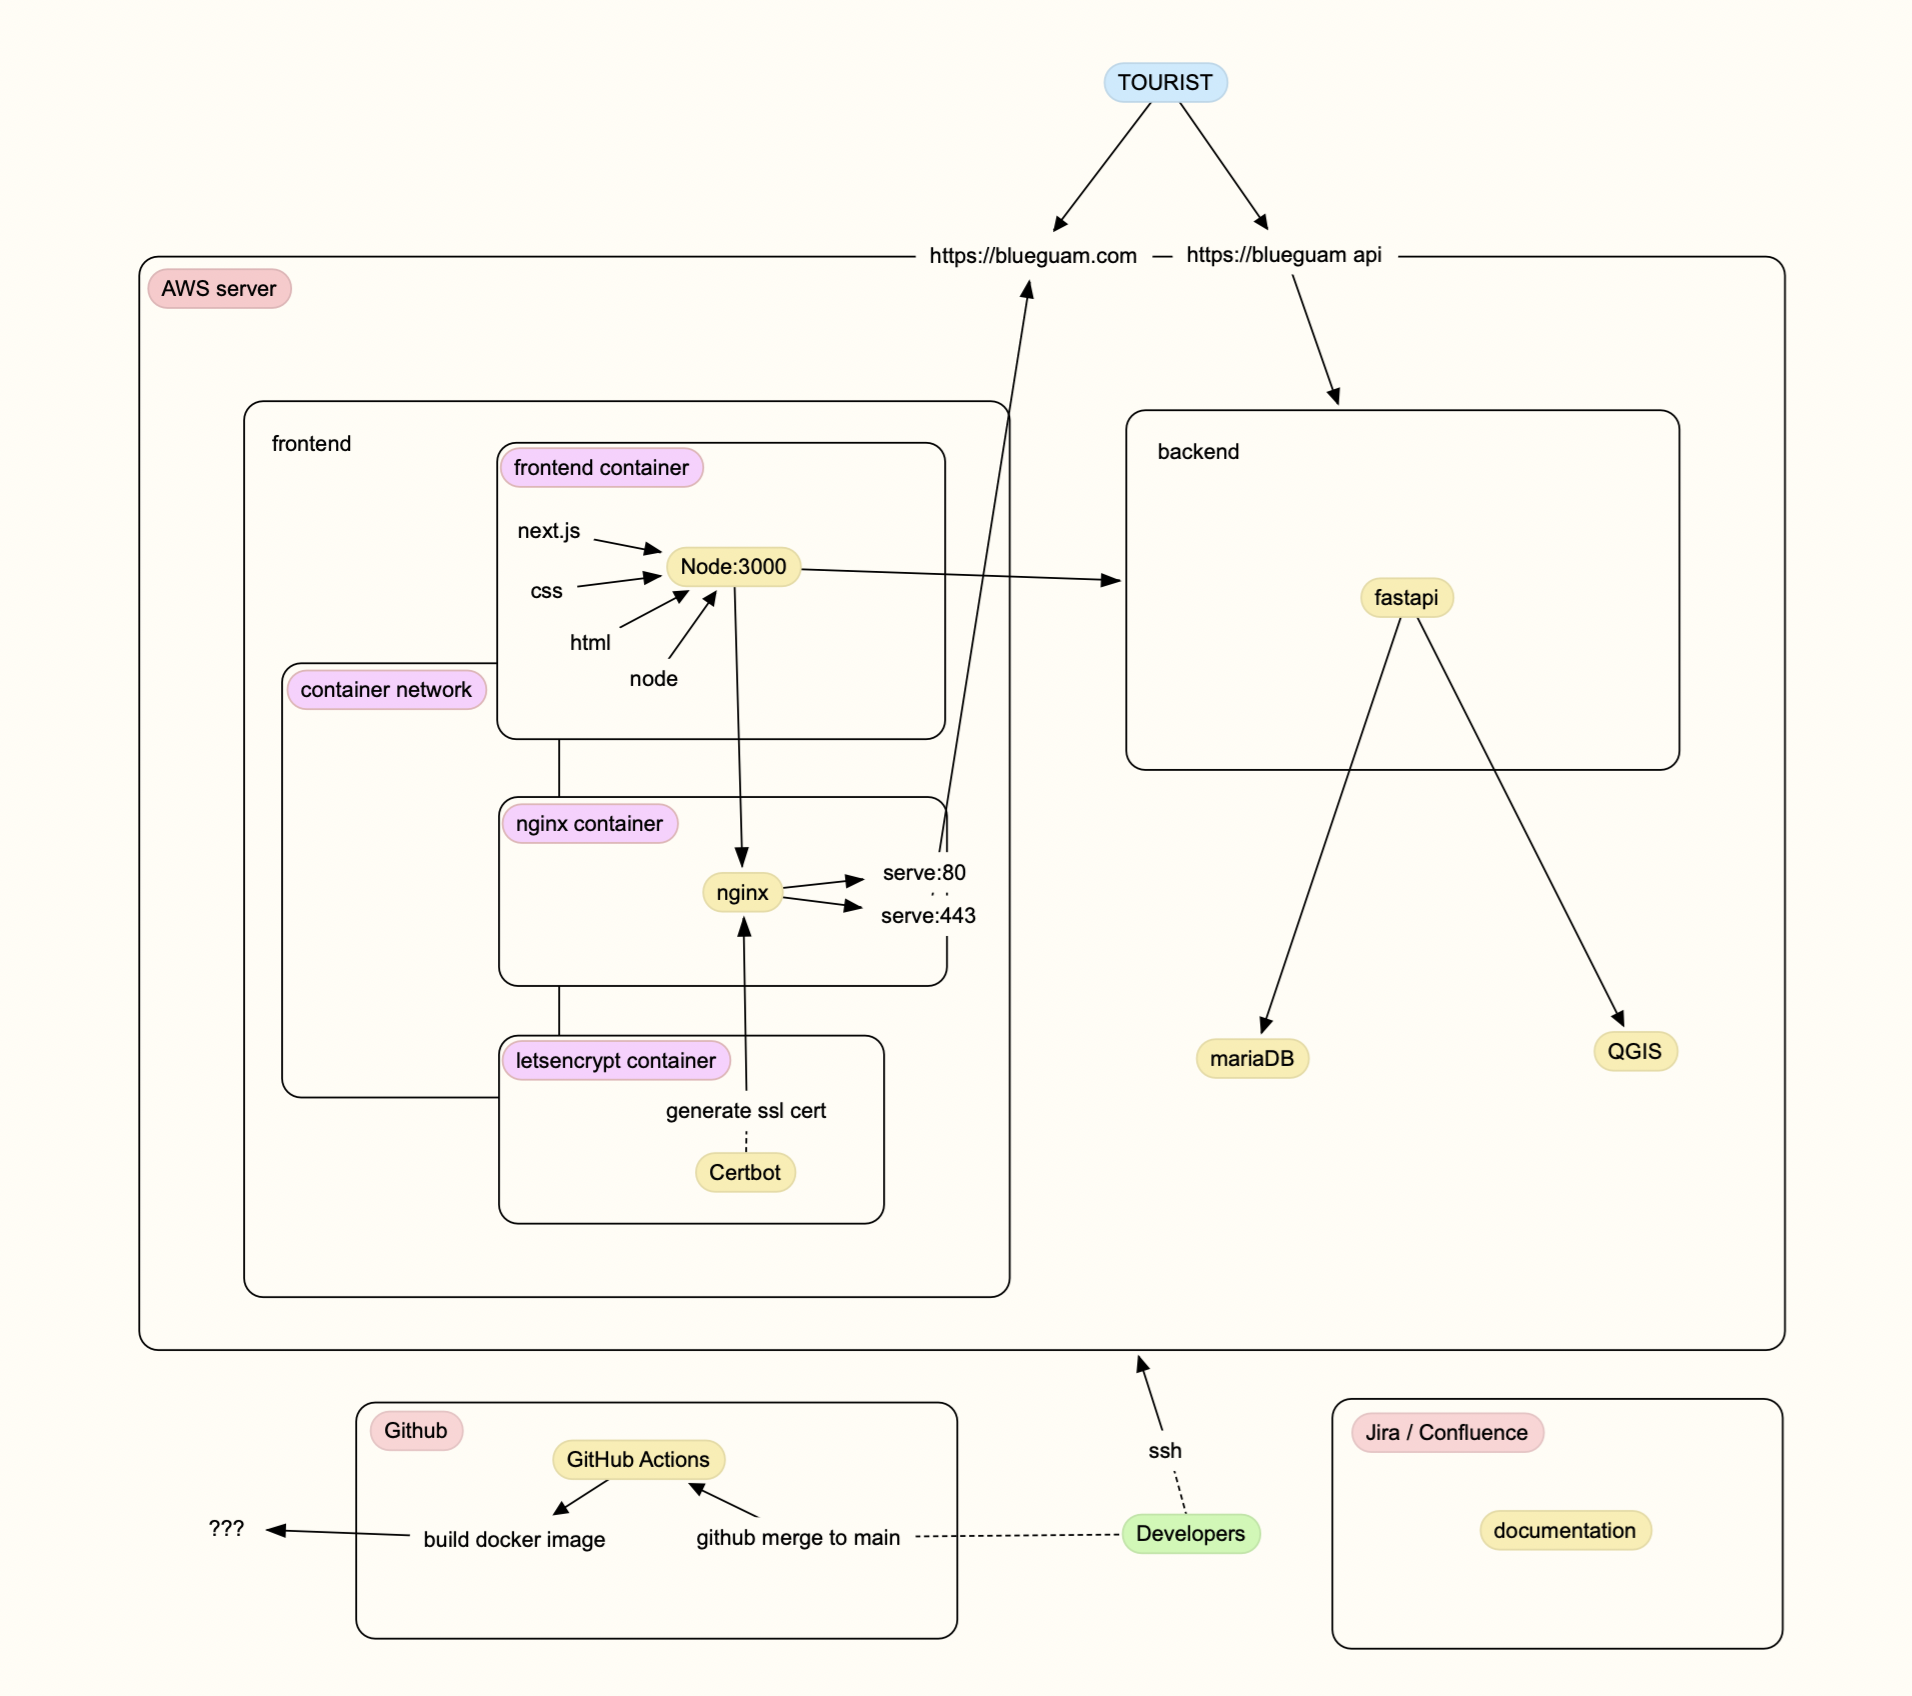 TOURIST
https://blueguam.com
https://blueguam api
AWS server
frontend
frontend container
next.js
Node:3000
css
html
node
container network
nginx container
nginx
serve:80
serve:443
letsencrypt container
generate ssl cert
Certbot
backend
fastapi
mariaDB
QGIS
Github
GitHub Actions
???
build docker image
github merge to main
ssh
Developers
Jira / Confluence
documentation